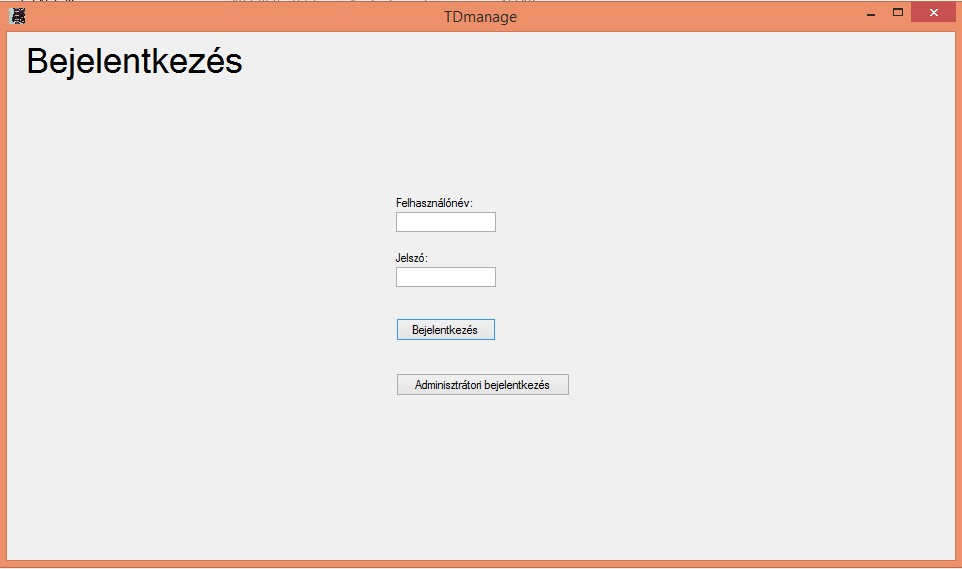 TDmanage
Bejelentkezés
Felhasználónév:
Jelszó:
Bejelentkezés
Adminisztrátori bejelentkezés